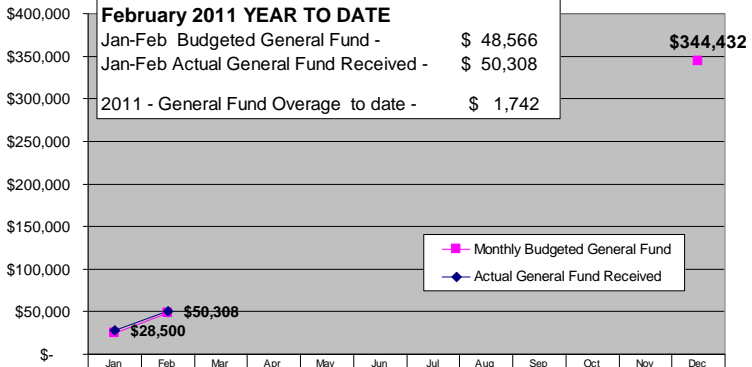 February 2011 YEAR TO DATE
Jan-Feb Budgeted General Fund - $ 48,566
Jan-Feb Actual General Fund Received - $ 50,308
2011 - General Fund Overage to date - $ 1,742
$400,000
$350,000
$300,000
$250,000
$200,000
$150,000
$100,000
$50,000
$-
$344,432
Monthly Budgeted General Fund
Actual General Fund Received
$50,308
$28,500
Jan Feb Mar Apr May Jun Jul Aug Sep Oct Nov Dec